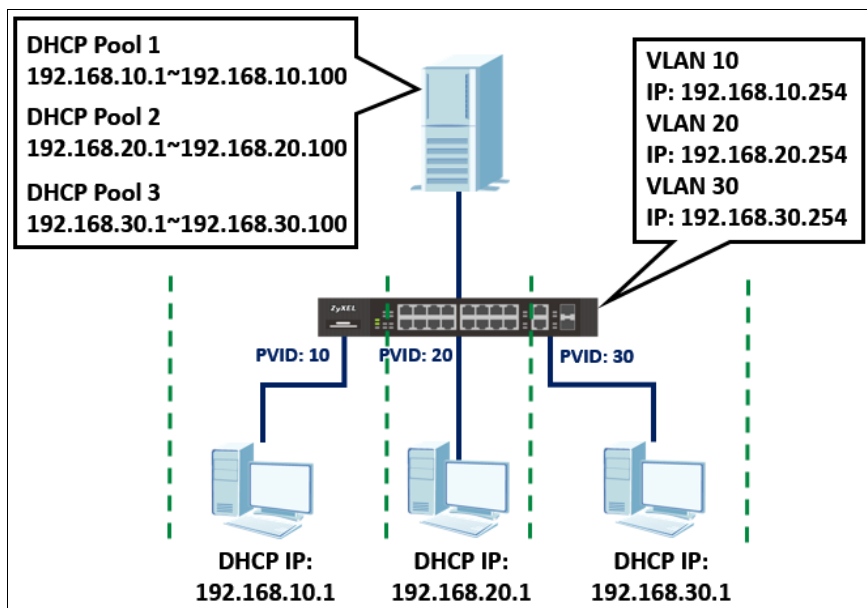 DHCP Pool 1
192.168.10.1~192.168.10.100
DHCP Pool 2
192.168.20.1~192.168.20.100
DHCP Pool 3
192.168.30.1~192.168.30.100
VLAN 10
IP: 192.168.10.254
VLAN 20
IP: 192.168.20.254
VLAN 30
IP: 192.168.30.254
ZyXEL
PVID: 10
PVID: 20
PVID: 30
DHCP IP:
192.168.10.1
DHCP IP:
192.168.20.1
DHCP IP:
192.168.30.1